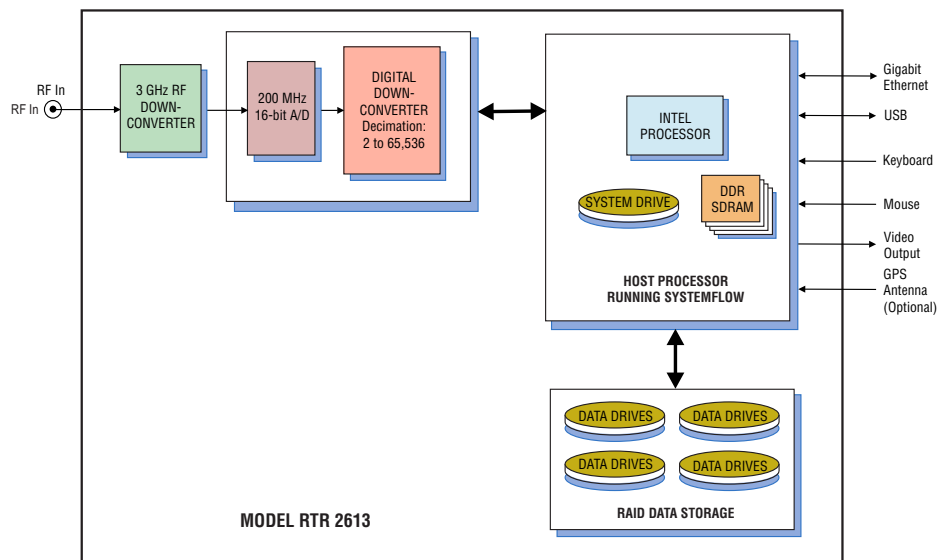 RF In
RF In
3 GHz RF
DOWN-
CONVERTER
200 MHz
16-bit A/D
DIGITAL
DOWN-
CONVERTER
Decimation:
2 to 65,536
INTEL
PROCESSOR
SYSTEM DRIVE
DDR
SDRAM
HOST PROCESSOR
RUNNING SYSTEMFLOW
Gigabit
Ethernet
USB
Keyboard
Mouse
Video
Output
GPS
Antenna
(Optional)
DATA DRIVES
DATA DRIVES
DATA DRIVES
DATA DRIVES
RAID DATA STORAGE
MODEL RTR 2613